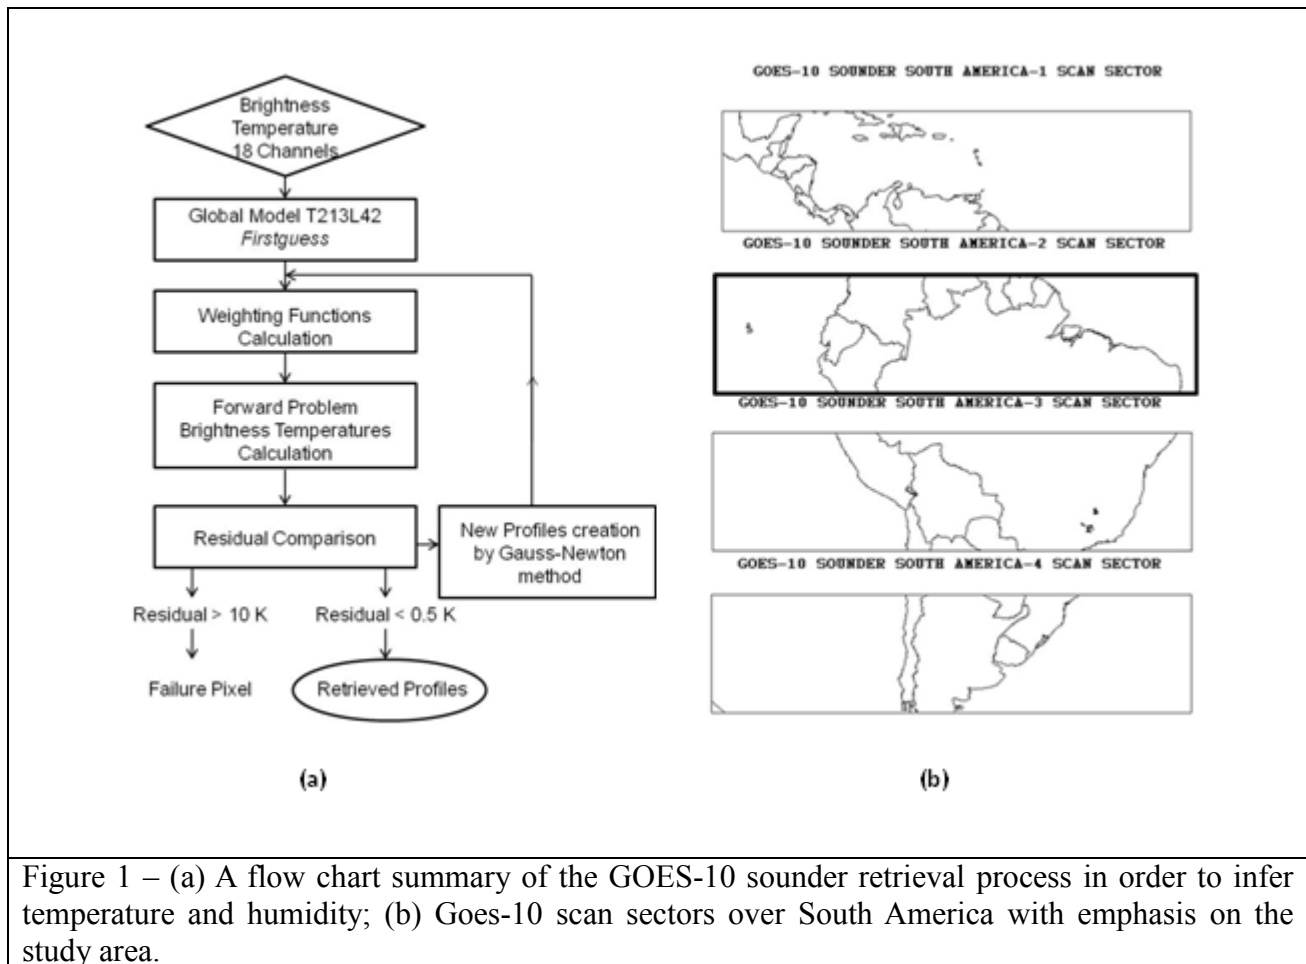 Brightness
Temperature
18 Channels
Global Model T213L42
Firstguess
Weighting Functions
Calculation
Forward Problem
Brightness Temperatures
Calculation
Residual Comparison
New Profiles creation
by Gauss-Newton
method
Residual > 10 K
Residual < 0.5 K
Failure Pixel
Retrieved Profiles
(a)
GOES-10 SOUNDER SOUTH AMERICA-1 SCAN SECTOR
GOES-10 SOUNDER SOUTH AMERICA-2 SCAN SECTOR
GOES-10 SOUNDER SOUTH AMERICA-3 SCAN SECTOR
GOES-10 SOUNDER SOUTH AMERICA-4 SCAN SECTOR
(b)
Figure 1 – (a) A flow chart summary of the GOES-10 sounder retrieval process in order to infer
temperature and humidity; (b) Goes-10 scan sectors over South America with emphasis on the
study area.